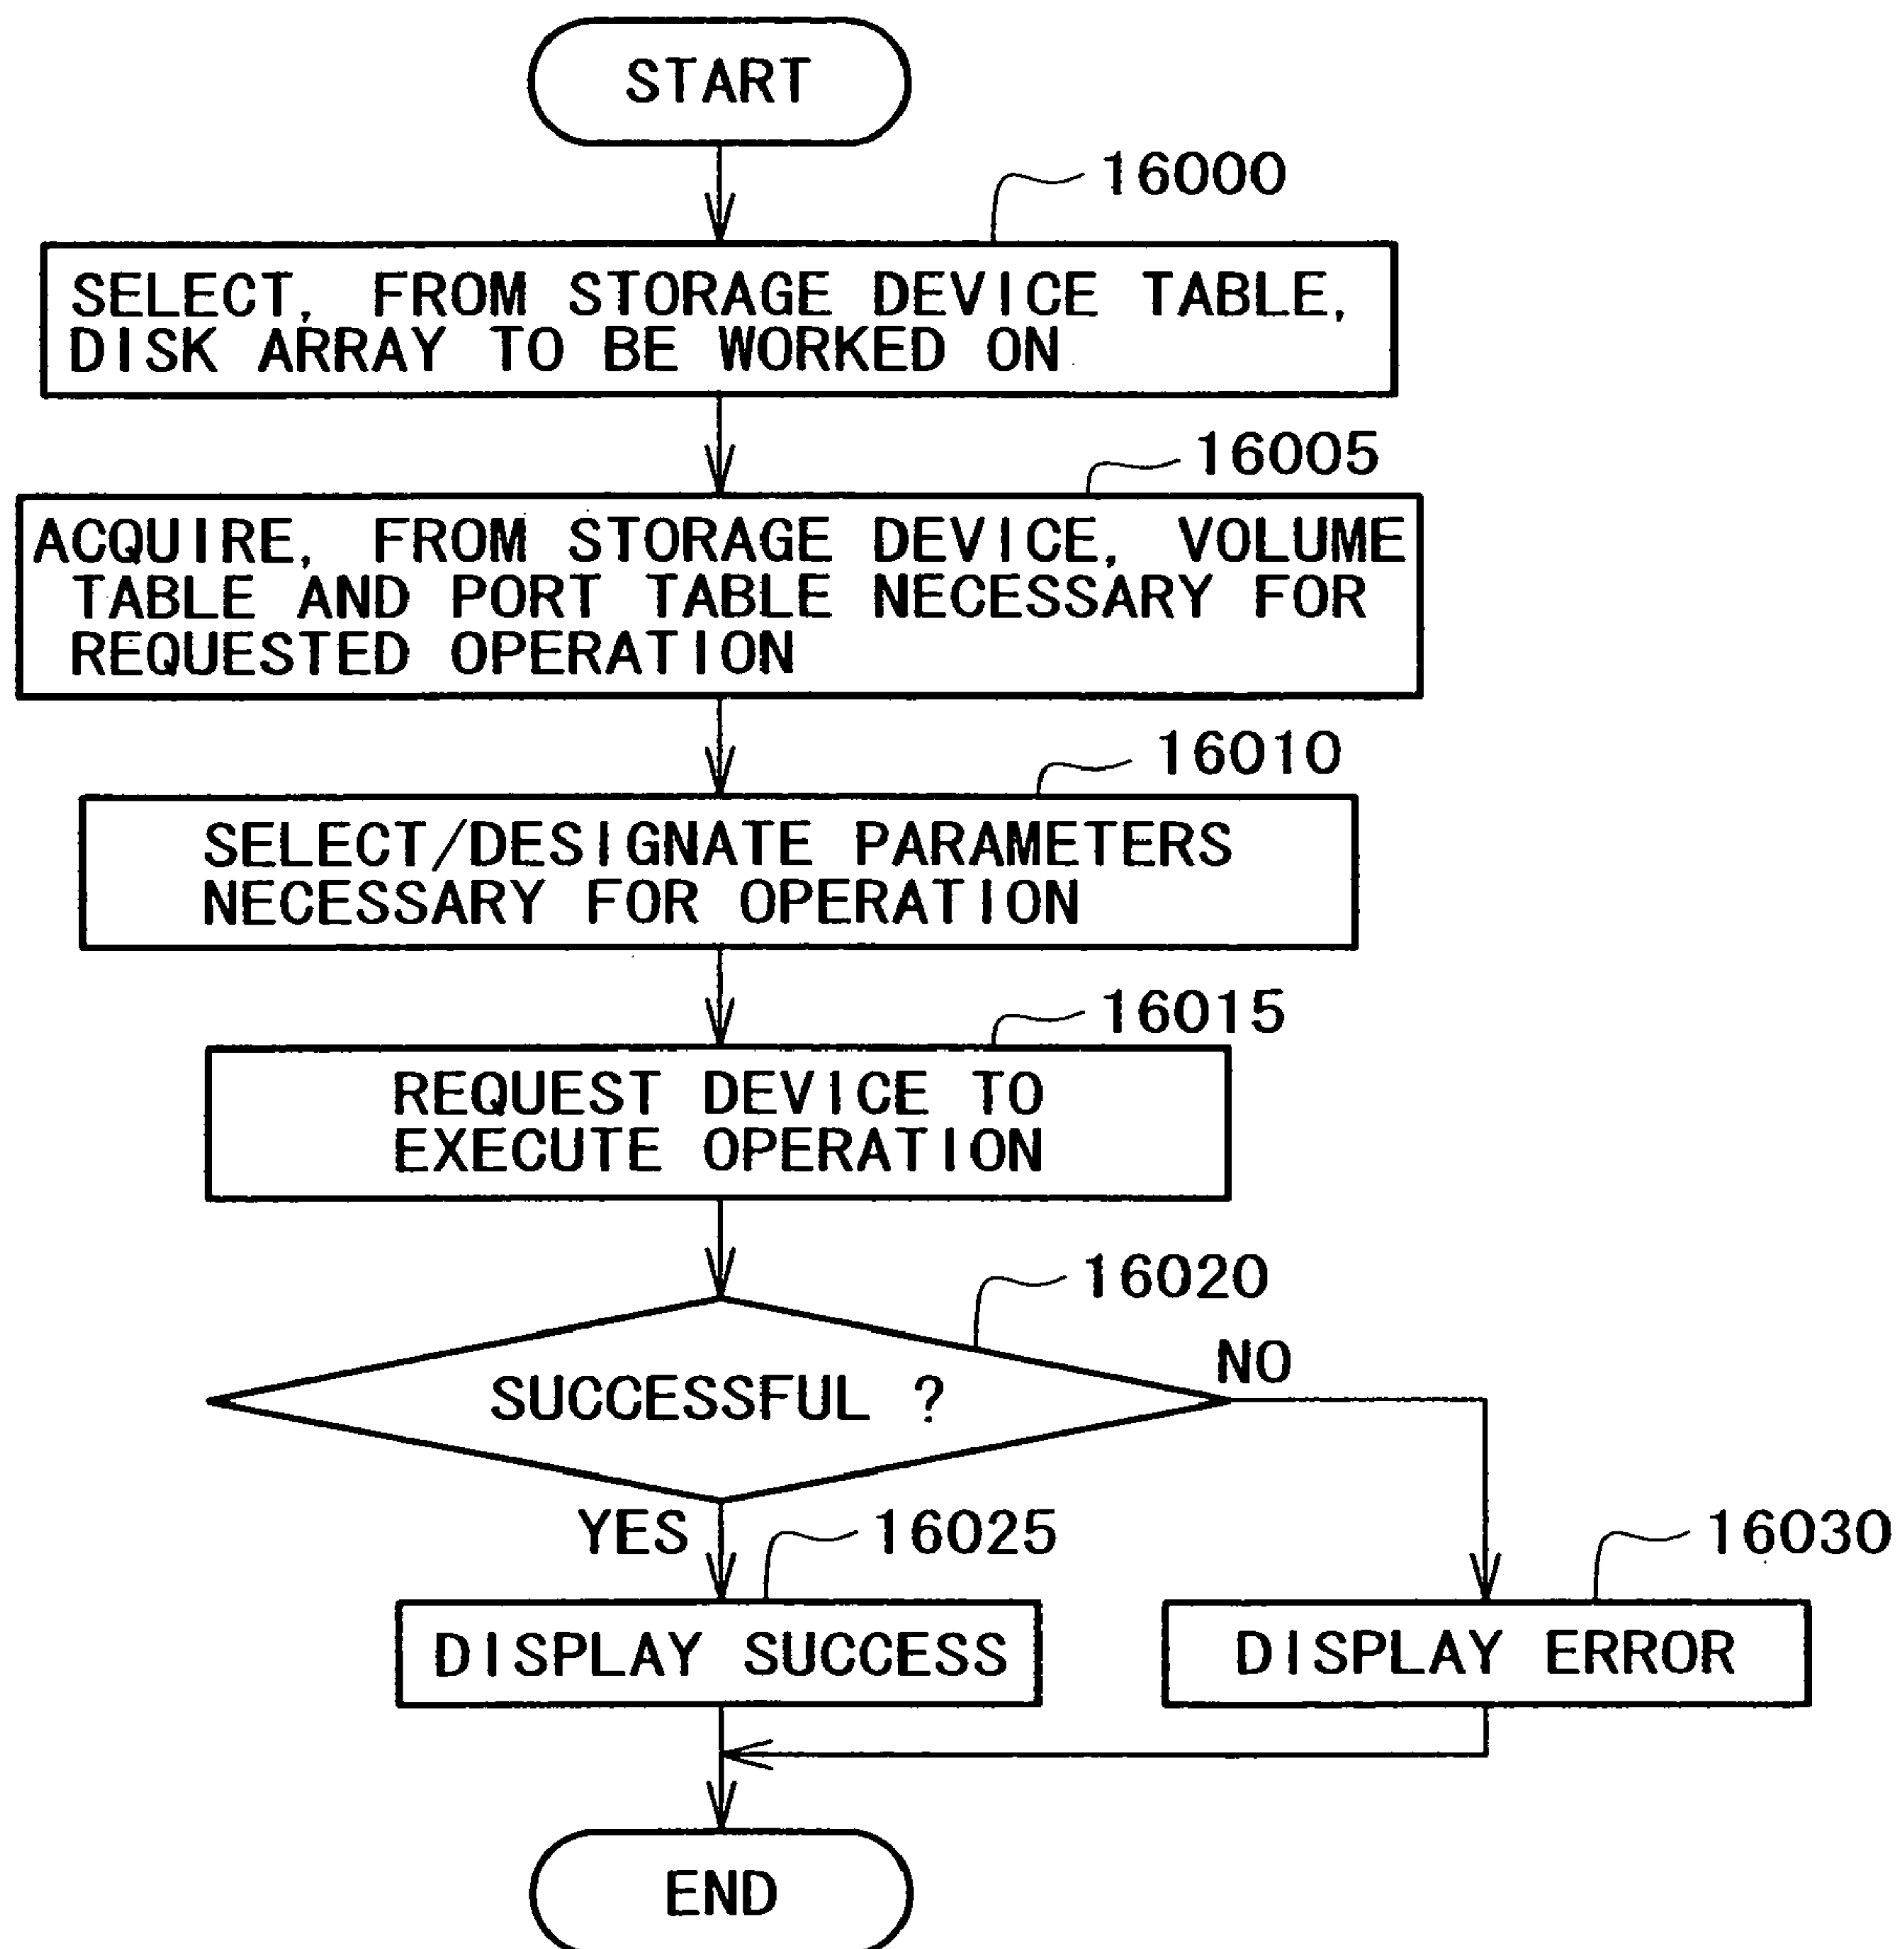 START
16000
SELECT, FROM STORAGE DEVICE TABLE,
DISK ARRAY TO BE WORKED ON
16005
ACQUIRE, FROM STORAGE DEVICE, VOLUME
TABLE AND PORT TABLE NECESSARY FOR
REQUESTED OPERATION
16010
SELECT/DESIGNATE PARAMETERS
NECESSARY FOR OPERATION
16015
REQUEST DEVICE TO
EXECUTE OPERATION
16020
SUCCESSFUL ?
NO
YES
16025
16030
DISPLAY SUCCESS
DISPLAY ERROR
END